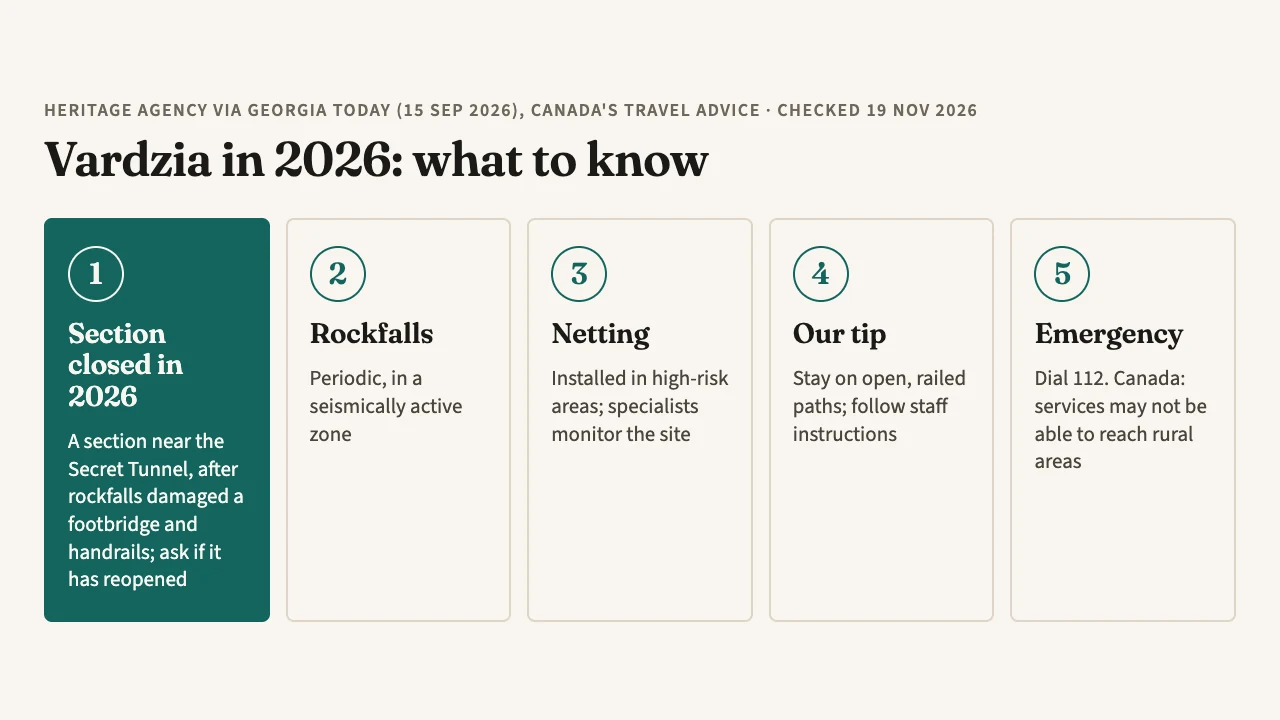 HERITAGE AGENCY VIA GEORGIA TODAY (15 SEP 2026), CANADA'S TRAVEL ADVICE · CHECKED 19 NOV 2026
Vardzia in 2026: what to know
1
Section
closed in
2026
A section near the
Secret Tunnel, after
rockfalls damaged a
footbridge and
handrails; ask if it
has reopened
2
Rockfalls
Periodic, in a
seismically active
zone
3
Netting
Installed in high-risk
areas; specialists
monitor the site
4
Our tip
Stay on open, railed
paths; follow staff
instructions
5
Emergency
Dial 112. Canada:
services may not be
able to reach rural
areas